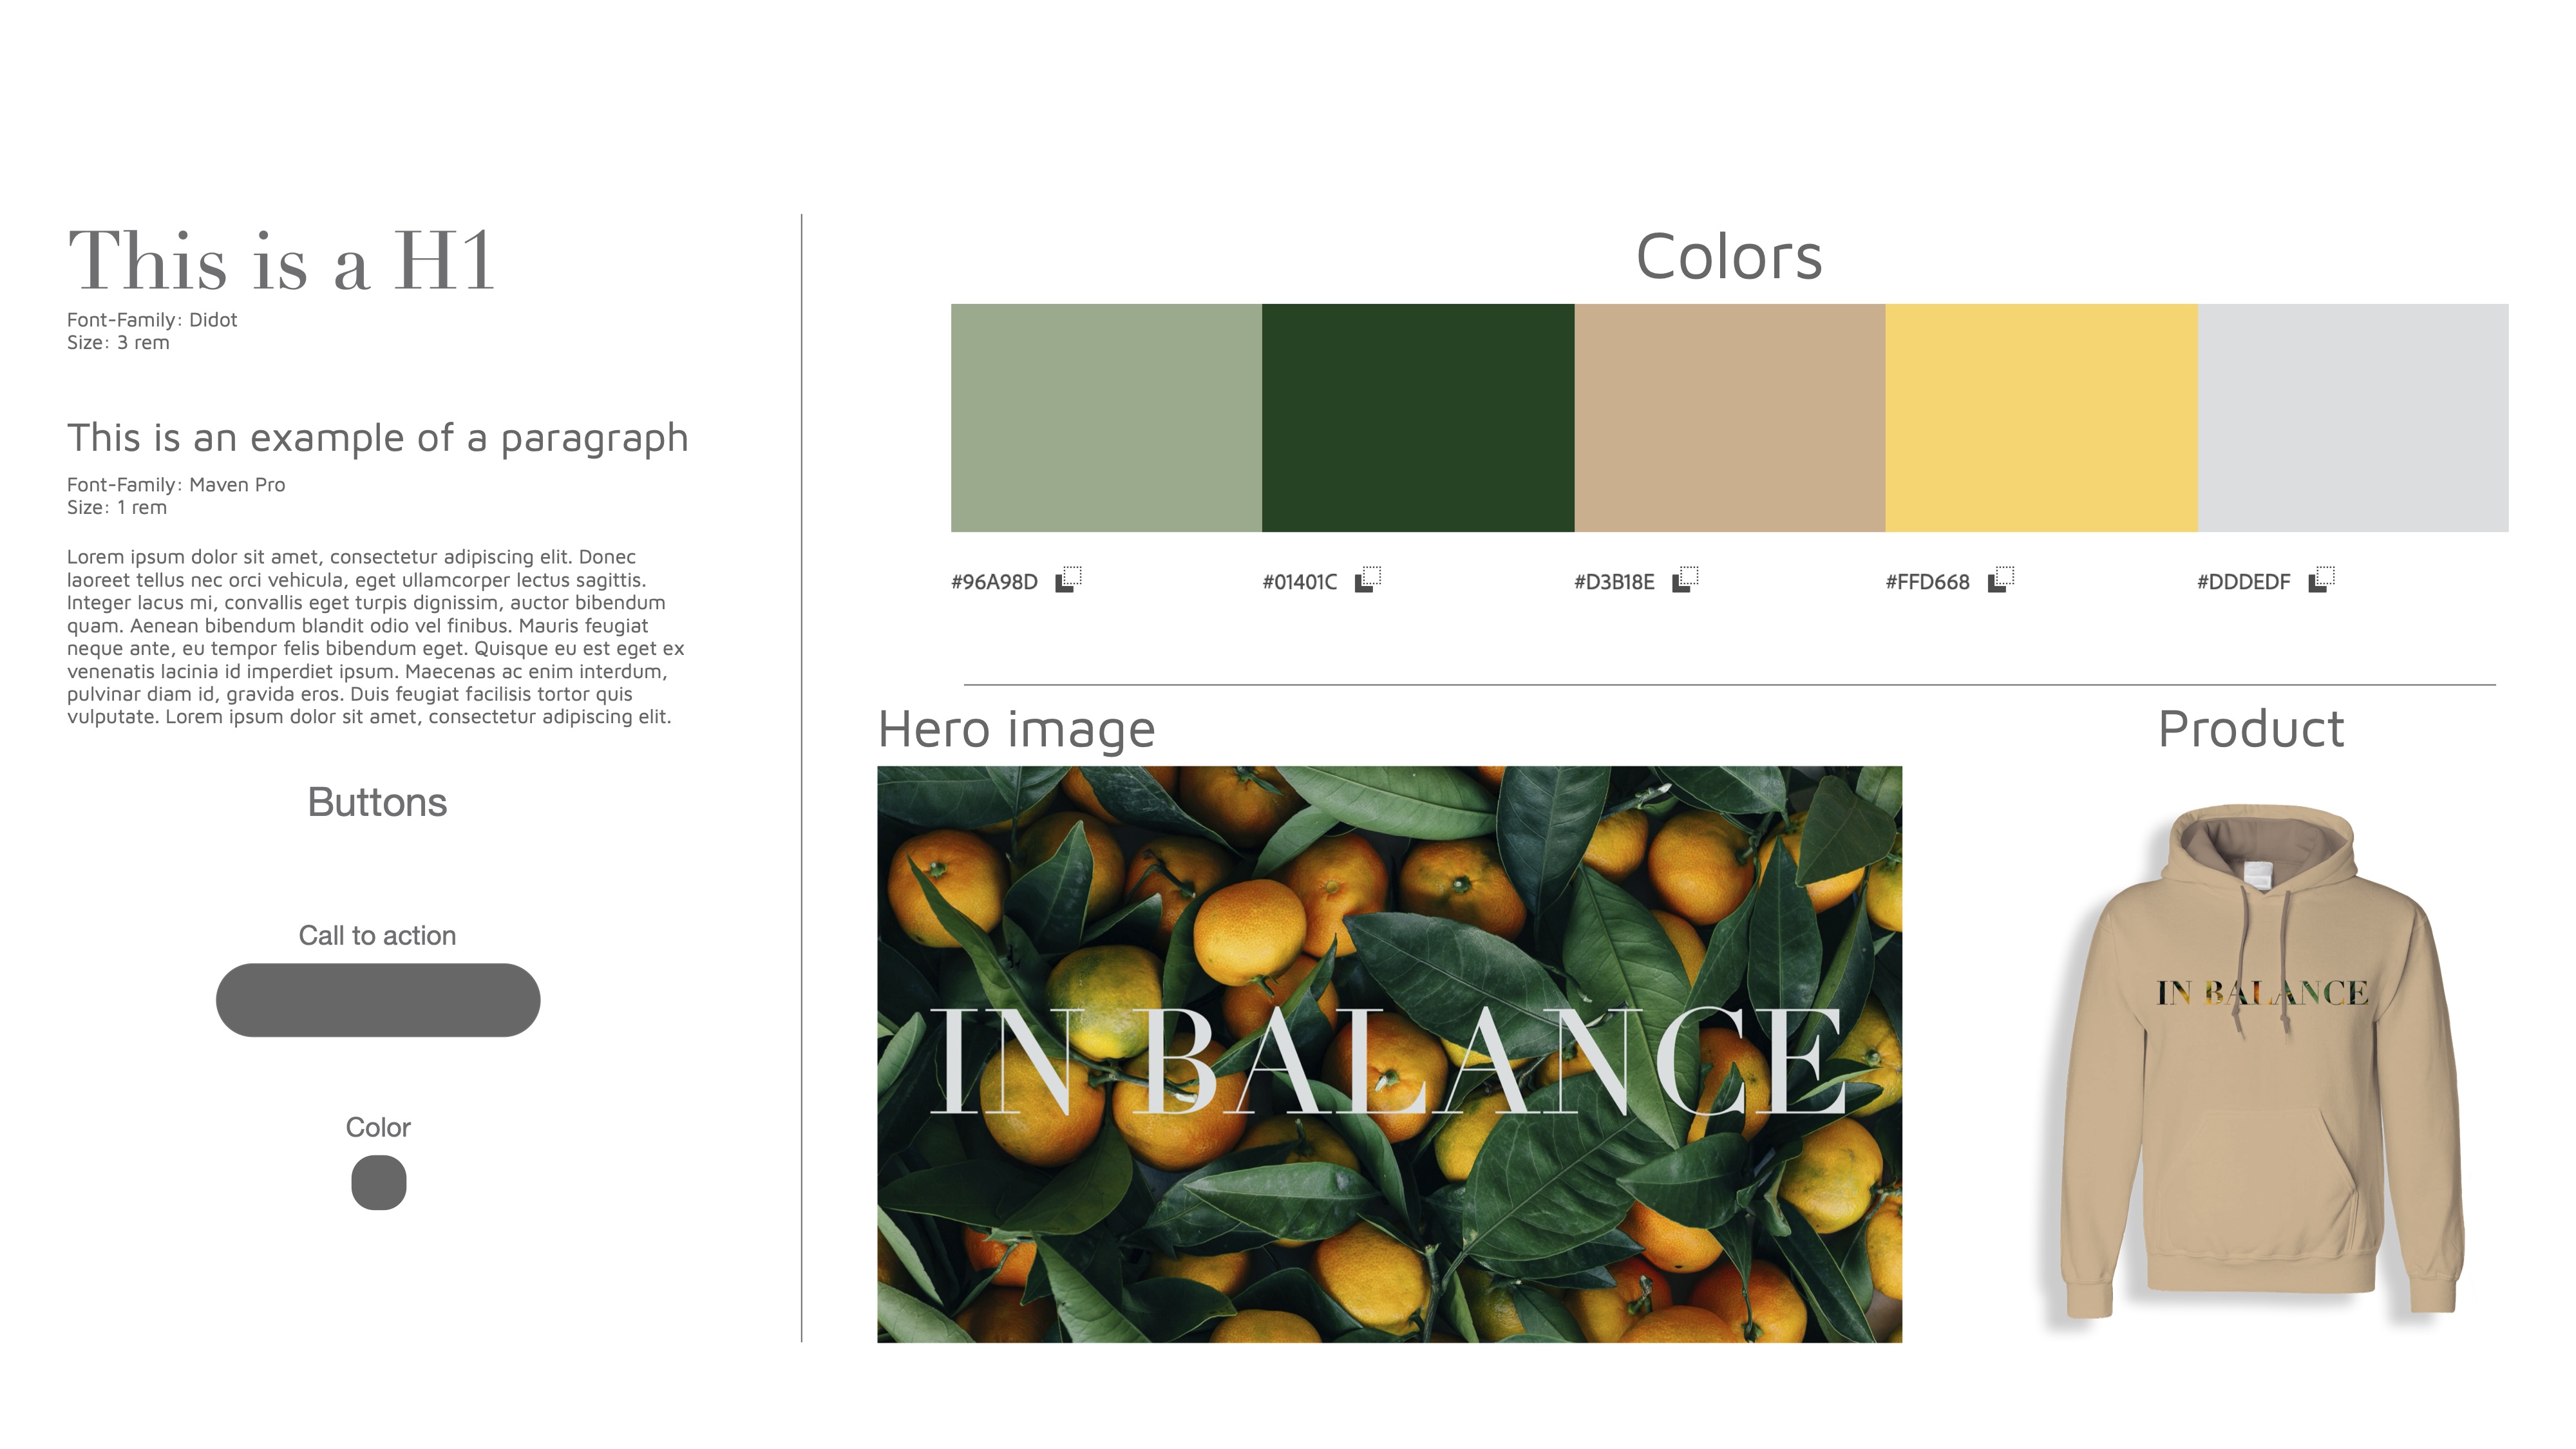 This is a H1
Font-Family: Didot
Size: 3 rem
This is an example of a paragraph
Font-Family: Maven Pro
Size: 1 rem
Lorem ipsum dolor sit amet, consectetur adipiscing elit. Donec
laoreet tellus nec orci vehicula, eget ullamcorper lectus sagittis.
Integer lacus mi, convallis eget turpis dignissim, auctor bibendum
quam. Aenean bibendum blandit odio vel finibus. Mauris feugiat
neque ante, eu tempor felis bibendum eget. Quisque eu est eget ex
venenatis lacinia id imperdiet ipsum. Maecenas ac enim interdum,
pulvinar diam id, gravida eros. Duis feugiat facilisis tortor quis
vulputate. Lorem ipsum dolor sit amet, consectetur adipiscing elit.
Buttons
Call to action
Color
Colors
#96A98D
#01401C
#D3B18E
#FFD668
#DDDEDF
Hero image
IN BALANCE
Product
IN BALANCE